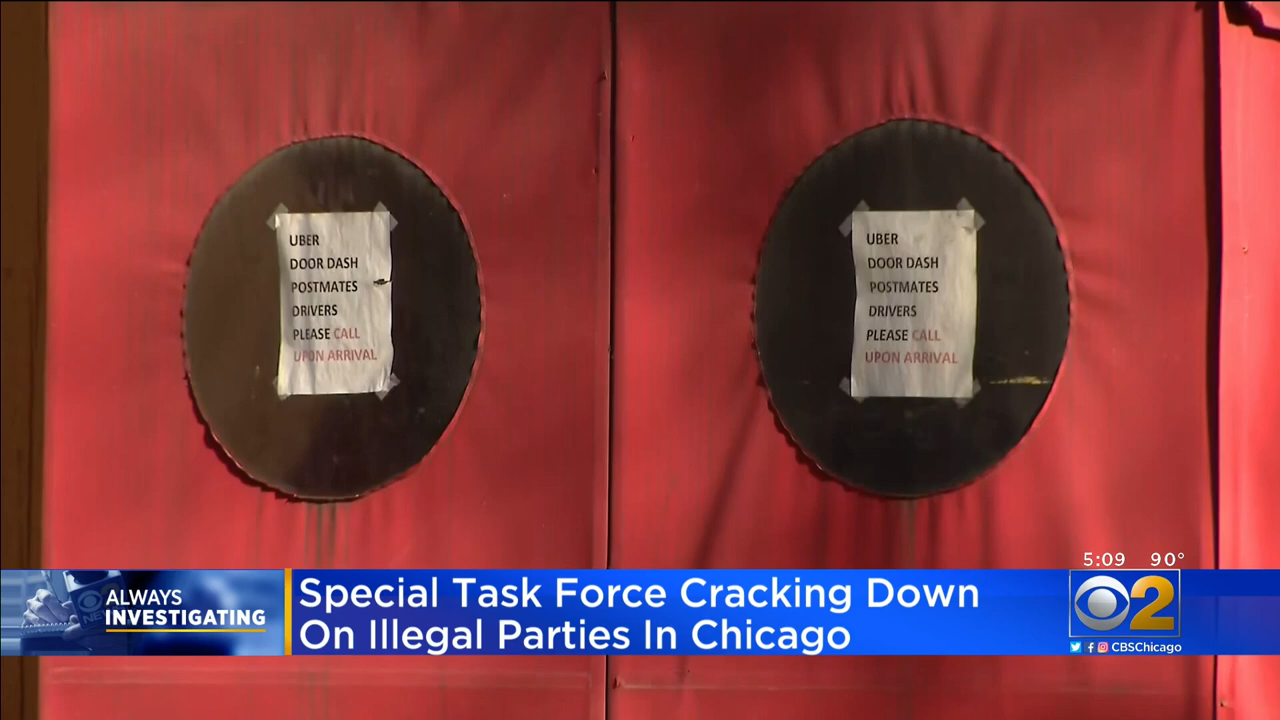 UBER
DOOR DASH
POSTMATES
DRIVERS
PLEASE CALL
UPON ARRIVAL
UBER
DOOR DASH
POSTMATES
DRIVERS
PLEASE CALL
UPON ARRIVAL
5:09 90°
ALWAYS
INVESTIGATING
Special Task Force Cracking Down
On Illegal Parties In Chicago
2
CBSChicago